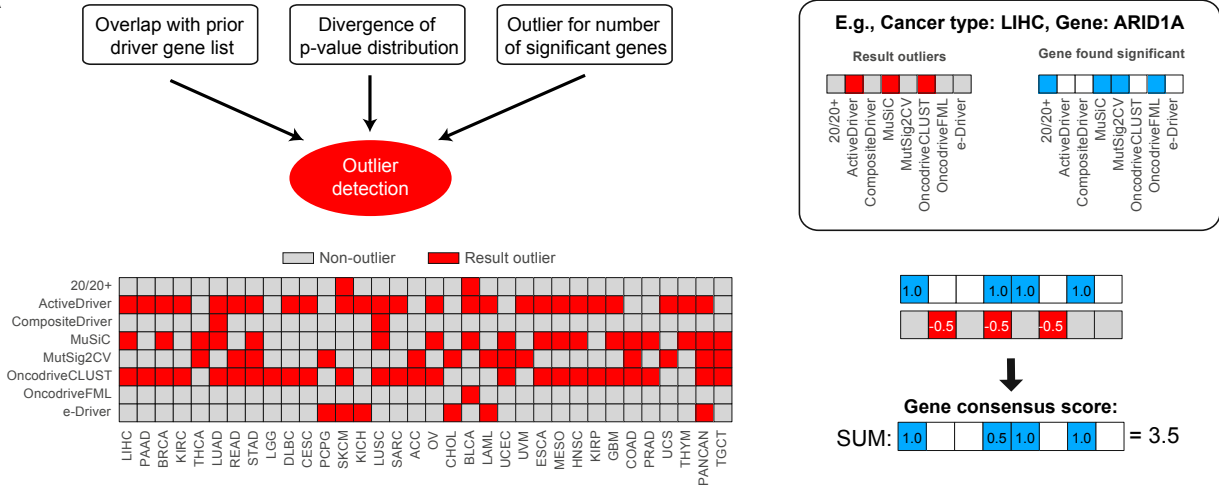 Overlap with prior
driver gene list
Divergence of
p-value distribution
Outlier for number
of significant genes
Outlier
detection
Non-outlier
Result outlier
20/20+
ActiveDriver
CompositeDriver
MuSiC
MutSig2CV
OncodriveCLUST
OncodriveFML
e-Driver
LIHC
PAAD
BRCA
KIRC
THCA
LUAD
READ
STAD
LGG
DLBC
CESC
PCPG
SKCM
KICH
LUSC
SARC
ACC
OV
CHOL
BLCA
LAML
UCEC
UVM
ESCA
MESO
HNSC
KIRP
GBM
COAD
PRAD
UCS
THYM
PANCAN
TGCT
E.g., Cancer type: LIHC, Gene: ARID1A
Result outliers
20/20+
ActiveDriver
CompositeDriver
MuSiC
MutSig2CV
OncodriveCLUST
OncodriveFML
e-Driver
Gene found significant
20/20+
ActiveDriver
CompositeDriver
MuSiC
MutSig2CV
OncodriveCLUST
OncodriveFML
e-Driver
1.0 1.0 1.0 1.0
-0.5 -0.5 -0.5
Gene consensus score:
SUM: 1.0 0.5 1.0 1.0 = 3.5